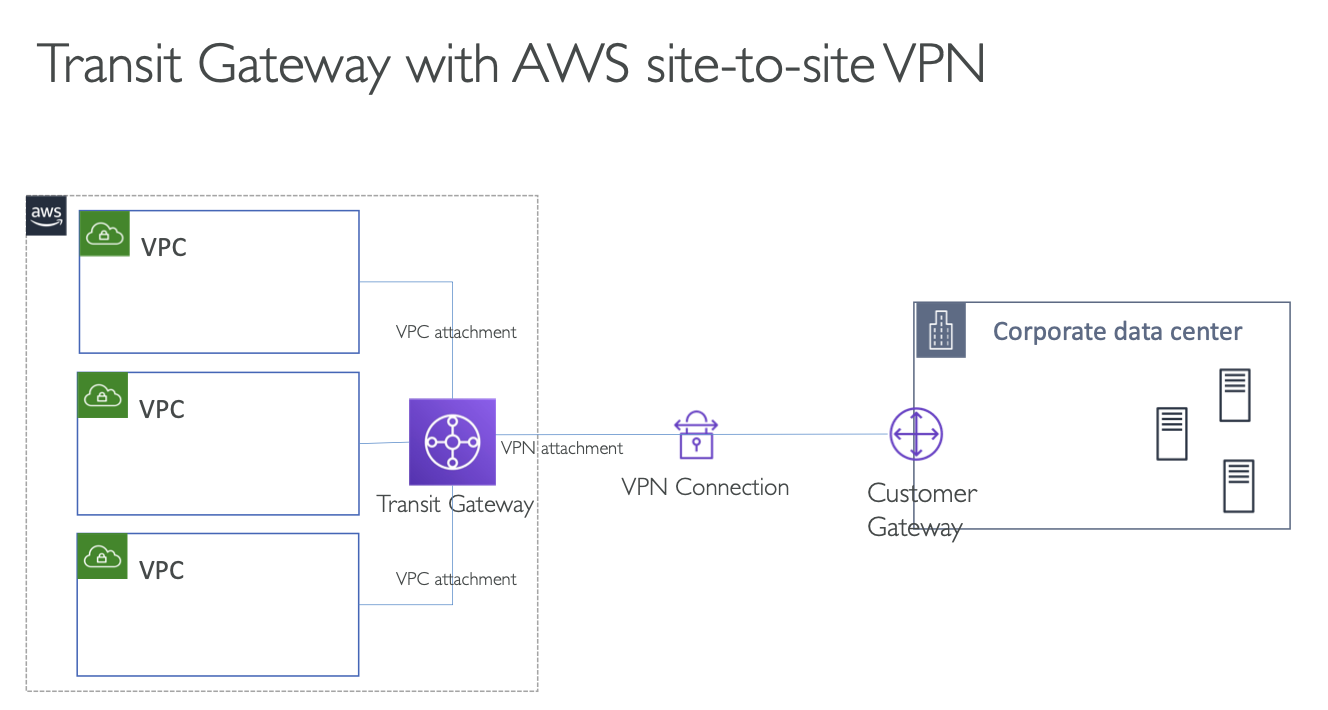 Transit Gateway with AWS site-to-site VPN
aws
VPC
VPC attachment
Corporate data center
VPC
VPN attachment
VPN Connection
Transit Gateway
Customer
Gateway
VPC
VPC attachment